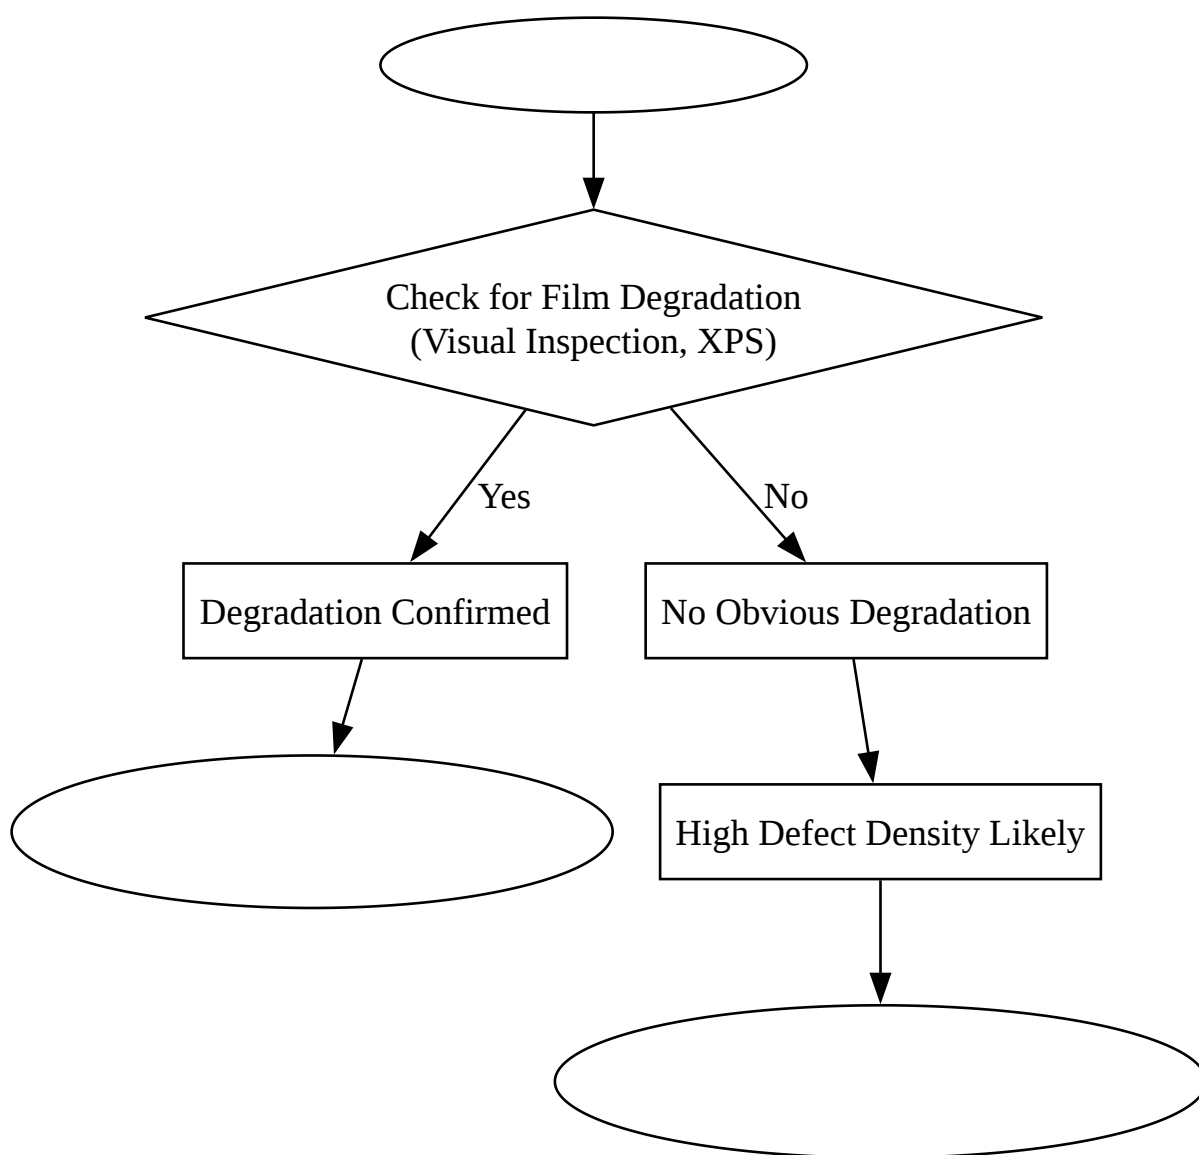 Check for Film Degradation
(Visual Inspection, XPS)
Yes
No
Degradation Confirmed
No Obvious Degradation
High Defect Density Likely